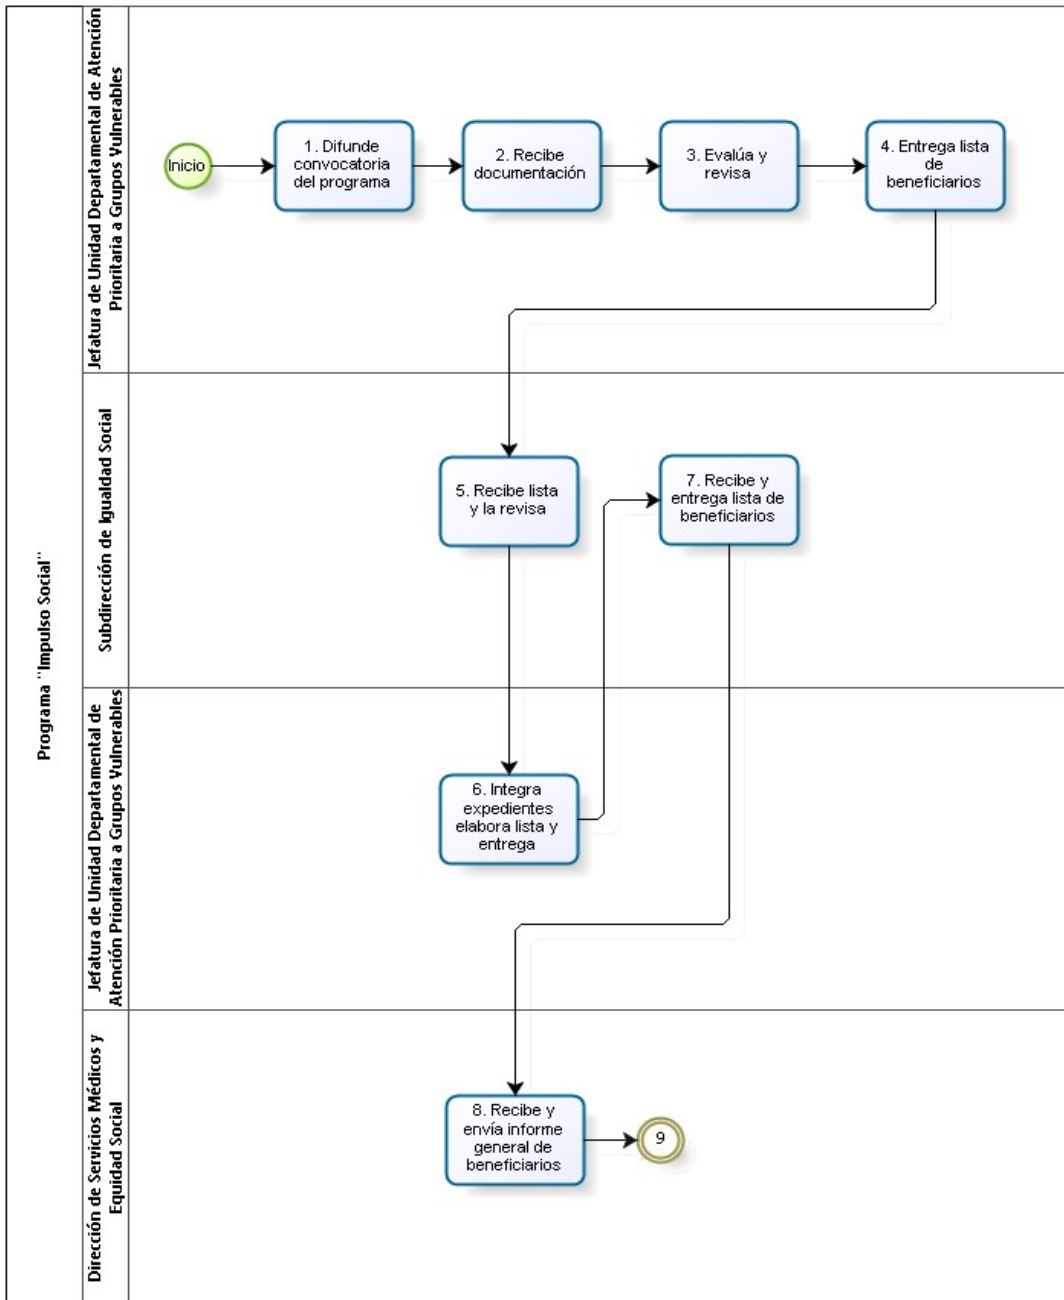 Programa "Impulso Social"
Jefatura de Unidad Departamental de Atención
Prioritaria a Grupos Vulnerables
Inicio
1. Difunde
convocatoria
del programa
2. Recibe
documentación
3. Evalúa y
revisa
4. Entrega lista
de
beneficiarios
Subdirección de Igualdad Social
5. Recibe lista
y la revisa
7. Recibe y
entrega lista de
beneficiarios
Jefatura de Unidad Departamental de
Atención Prioritaria a Grupos Vulnerables
6. Integra
expedientes
elabora lista y
entrega
Dirección de Servicios Médicos y
Equidad Social
8. Recibe y
envía informe
general de
beneficiarios
9